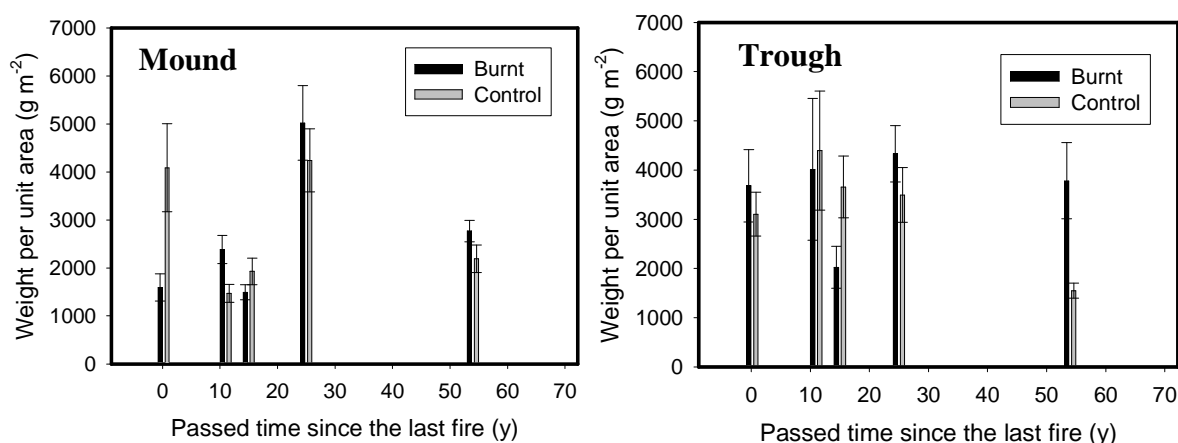 Mound
Burnt
Control
Weight per unit area (g m-2)
7000
6000
5000
4000
3000
2000
1000
0
0 10 20 30 40 50 60 70
Passed time since the last fire (y)
Trough
Burnt
Control
Weight per unit area (g m-2)
7000
6000
5000
4000
3000
2000
1000
0
0 10 20 30 40 50 60 70
Passed time since the last fire (y)